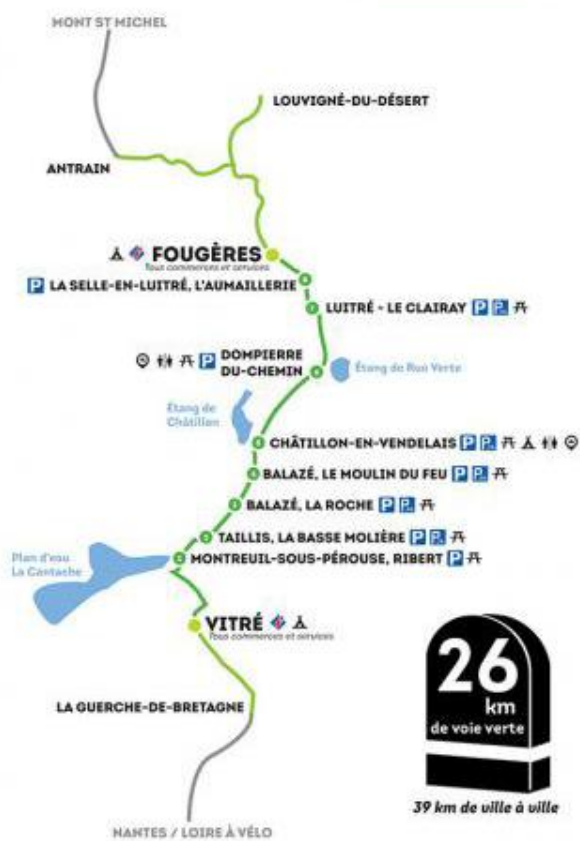 MONT ST MICHEL
LOUVIGNÉ-DU-DÉSERT
ANTRAIN
FOUGÈRES
Tous commerces et services
P LA SELLE-EN-LUITRÉ, L'AUMAILLERIE
LUITRÉ - LE CLAIRAY P P
P DOMPIERRE
DU-CHEMIN
Étang de Rue Verte
Étang de
Châtillon
CHÂTILLON-EN-VENDELAIS P P
BALAZÉ, LE MOULIN DU FEU P P
BALAZÉ, LA ROCHE P P
TAILLIS, LA BASSE MOLIÈRE P P
Plan d'eau
La Cantache
MONTREUIL-SOUS-PÉROUSE, RIBERT P
VITRÉ
Tous commerces et services
LA GUERCHE-DE-BRETAGNE
26
km
de voie verte
39 km de ville à ville
NANTES / LOIRE À VÉLO